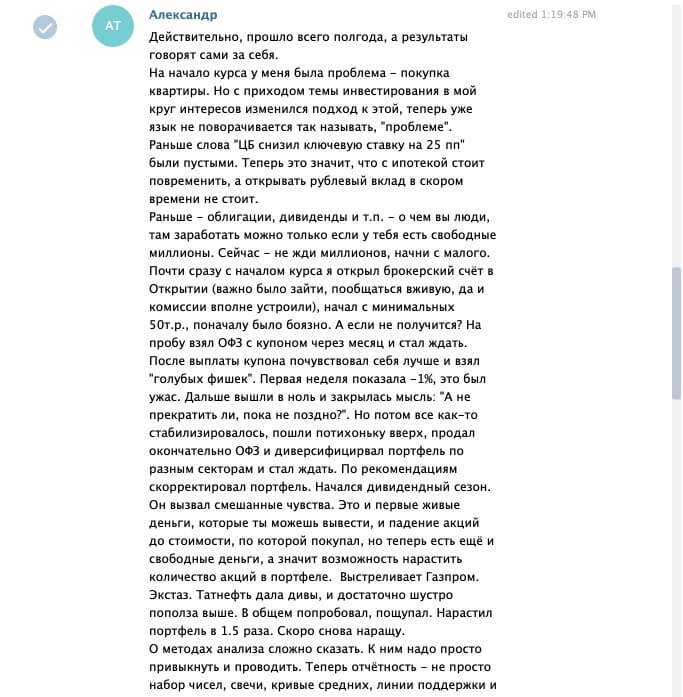 Александр
edited 1:19:48 PM
AT
Действительно, прошло всего полгода, а результаты
говорят сами за себя.
На начало курса у меня была проблема - покупка
квартиры. Но с приходом темы инвестирования в мой
круг интересов изменился подход к этой, теперь уже
язык не поворачивается так называть, "проблеме".
Раньше слова "ЦБ снизил ключевую ставку на 25 пп"
были пустыми. Теперь это значит, что с ипотекой стоит
повременить, а открывать рублевый вклад в скором
времени не стоит.
Раньше - облигации, дивиденды и т.п. - о чем вы люди,
там заработать можно только если у тебя есть свободные
миллионы. Сейчас - не жди миллионов, начни с малого.
Почти сразу с началом курса я открыл брокерский счёт в
Открытии (важно было зайти, пообщаться вживую, да и
комиссии вполне устроили), начал с минимальных
50т.р., поначалу было боязно. А если не получится? На
пробу взял ОФЗ с купоном через месяц и стал ждать.
После выплаты купона почувствовал себя лучше и взял
"голубых фишек". Первая неделя показала -1%, это был
ужас. Дальше вышли в ноль и закрылась мысль: "А не
прекратить ли, пока не поздно?". Но потом все как-то
стабилизировалось, пошли потихоньку вверх, продал
окончательно ОФЗ и диверсифицирвал портфель по
разным секторам и стал ждать. По рекомендациям
скорректировал портфель. Начался дивидендный сезон.
Он вызвал смешанные чувства. Это и первые живые
деньги, которые ты можешь вывести, и падение акций
до стоимости, по которой покупал, но теперь есть ещё и
свободные деньги, а значит возможность нарастить
количество акций в портфеле. Выстреливает Газпром.
Экстаз. Татнефть дала дивы, и достаточно шустро
поползла выше. В общем попробовал, пощупал. Нарастил
портфель в 1.5 раза. Скоро снова наращу.
О методах анализа сложно сказать. К ним надо просто
привыкнуть и проводить. Теперь отчётность - не просто
набор чисел, свечи, кривые средних, линии поддержки и